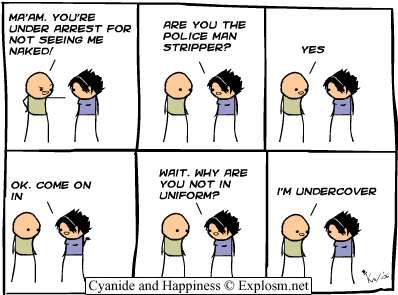 MA'AM. YOU'RE
UNDER ARREST FOR
NOT SEEING ME
NAKED!
ARE YOU THE
POLICE MAN
STRIPPER?
YES
OK. COME ON
IN
WAIT. WHY ARE
YOU NOT IN
UNIFORM?
I'M UNDERCOVER
Cyanide and Happiness © Explosm.net